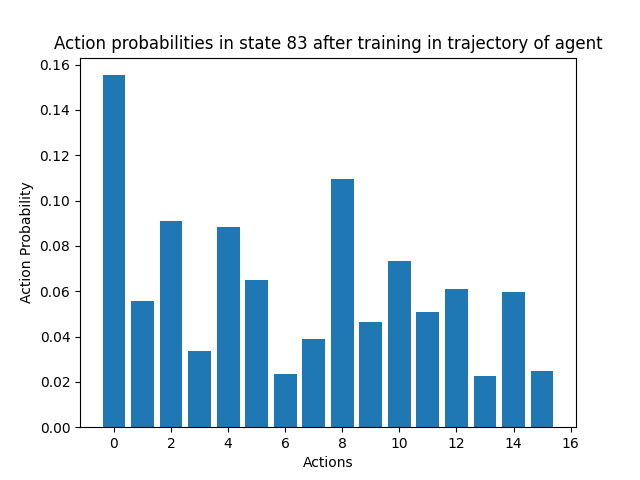 Action probabilities in state 83 after training in trajectory of agent
0.16
0.14
0.12
0.10
0.08
0.06
0.04
0.02
0.00
Action Probability
0 2 4 6 8 10 12 14 16
Actions